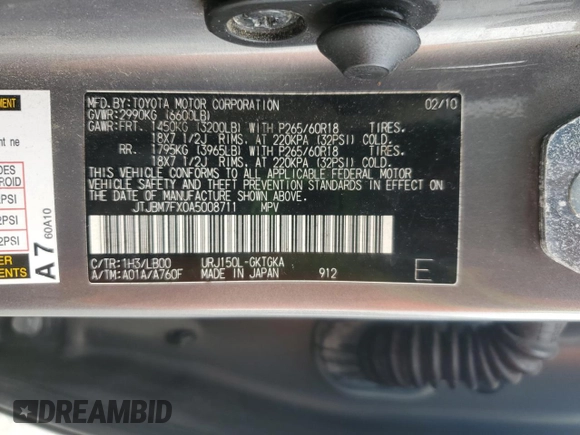 MFD.BY:TOYOTA MOTOR CORPORATION 02/10
GVWR:2990KG (6600LB)
GAWR:FRT. 1450KG (3200LB) WITH P265/60R18 TIRES.
18X7 1/2J RIMS. AT 220KPA (32PSI) COLD.
RR. 1795KG (3965LB) WITH P265/60R18 TIRES.
18X7 1/2J RIMS. AT 220KPA (32PSI) COLD.
THIS VEHICLE CONFORMS TO ALL APPLICABLE FEDERAL MOTOR
VEHICLE SAFETY AND THEFT PREVENTION STANDARDS IN EFFECT ON
THE DATE OF MANUFACTURE SHOWN ABOVE.
JTJBM7FX0A5008711 MPV
C/TR:1H3/LB00 URJ150L-GKTGKA
A/TM:A01A/A760F MADE IN JAPAN 912 E
A7 60A10
DREAMBID